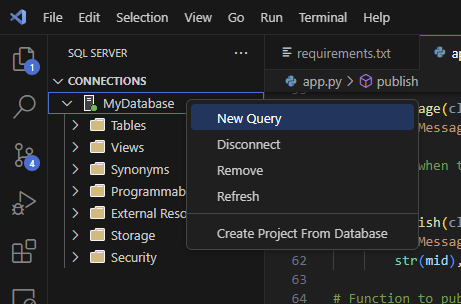 File Edit Selection View Go Run Terminal Help
SQL SERVER ...
requirements.txt
CONNECTIONS
app.py > publish
MyDatabase
New Query
Disconnect
Remove
Refresh
Create Project From Database
Tables
Views
Synonyms
Programmab
External Reso
Storage
Security
1
4
age(cl
Message
when t
ish(cl
Message
62 str(mid),
63
64 # Function to pub